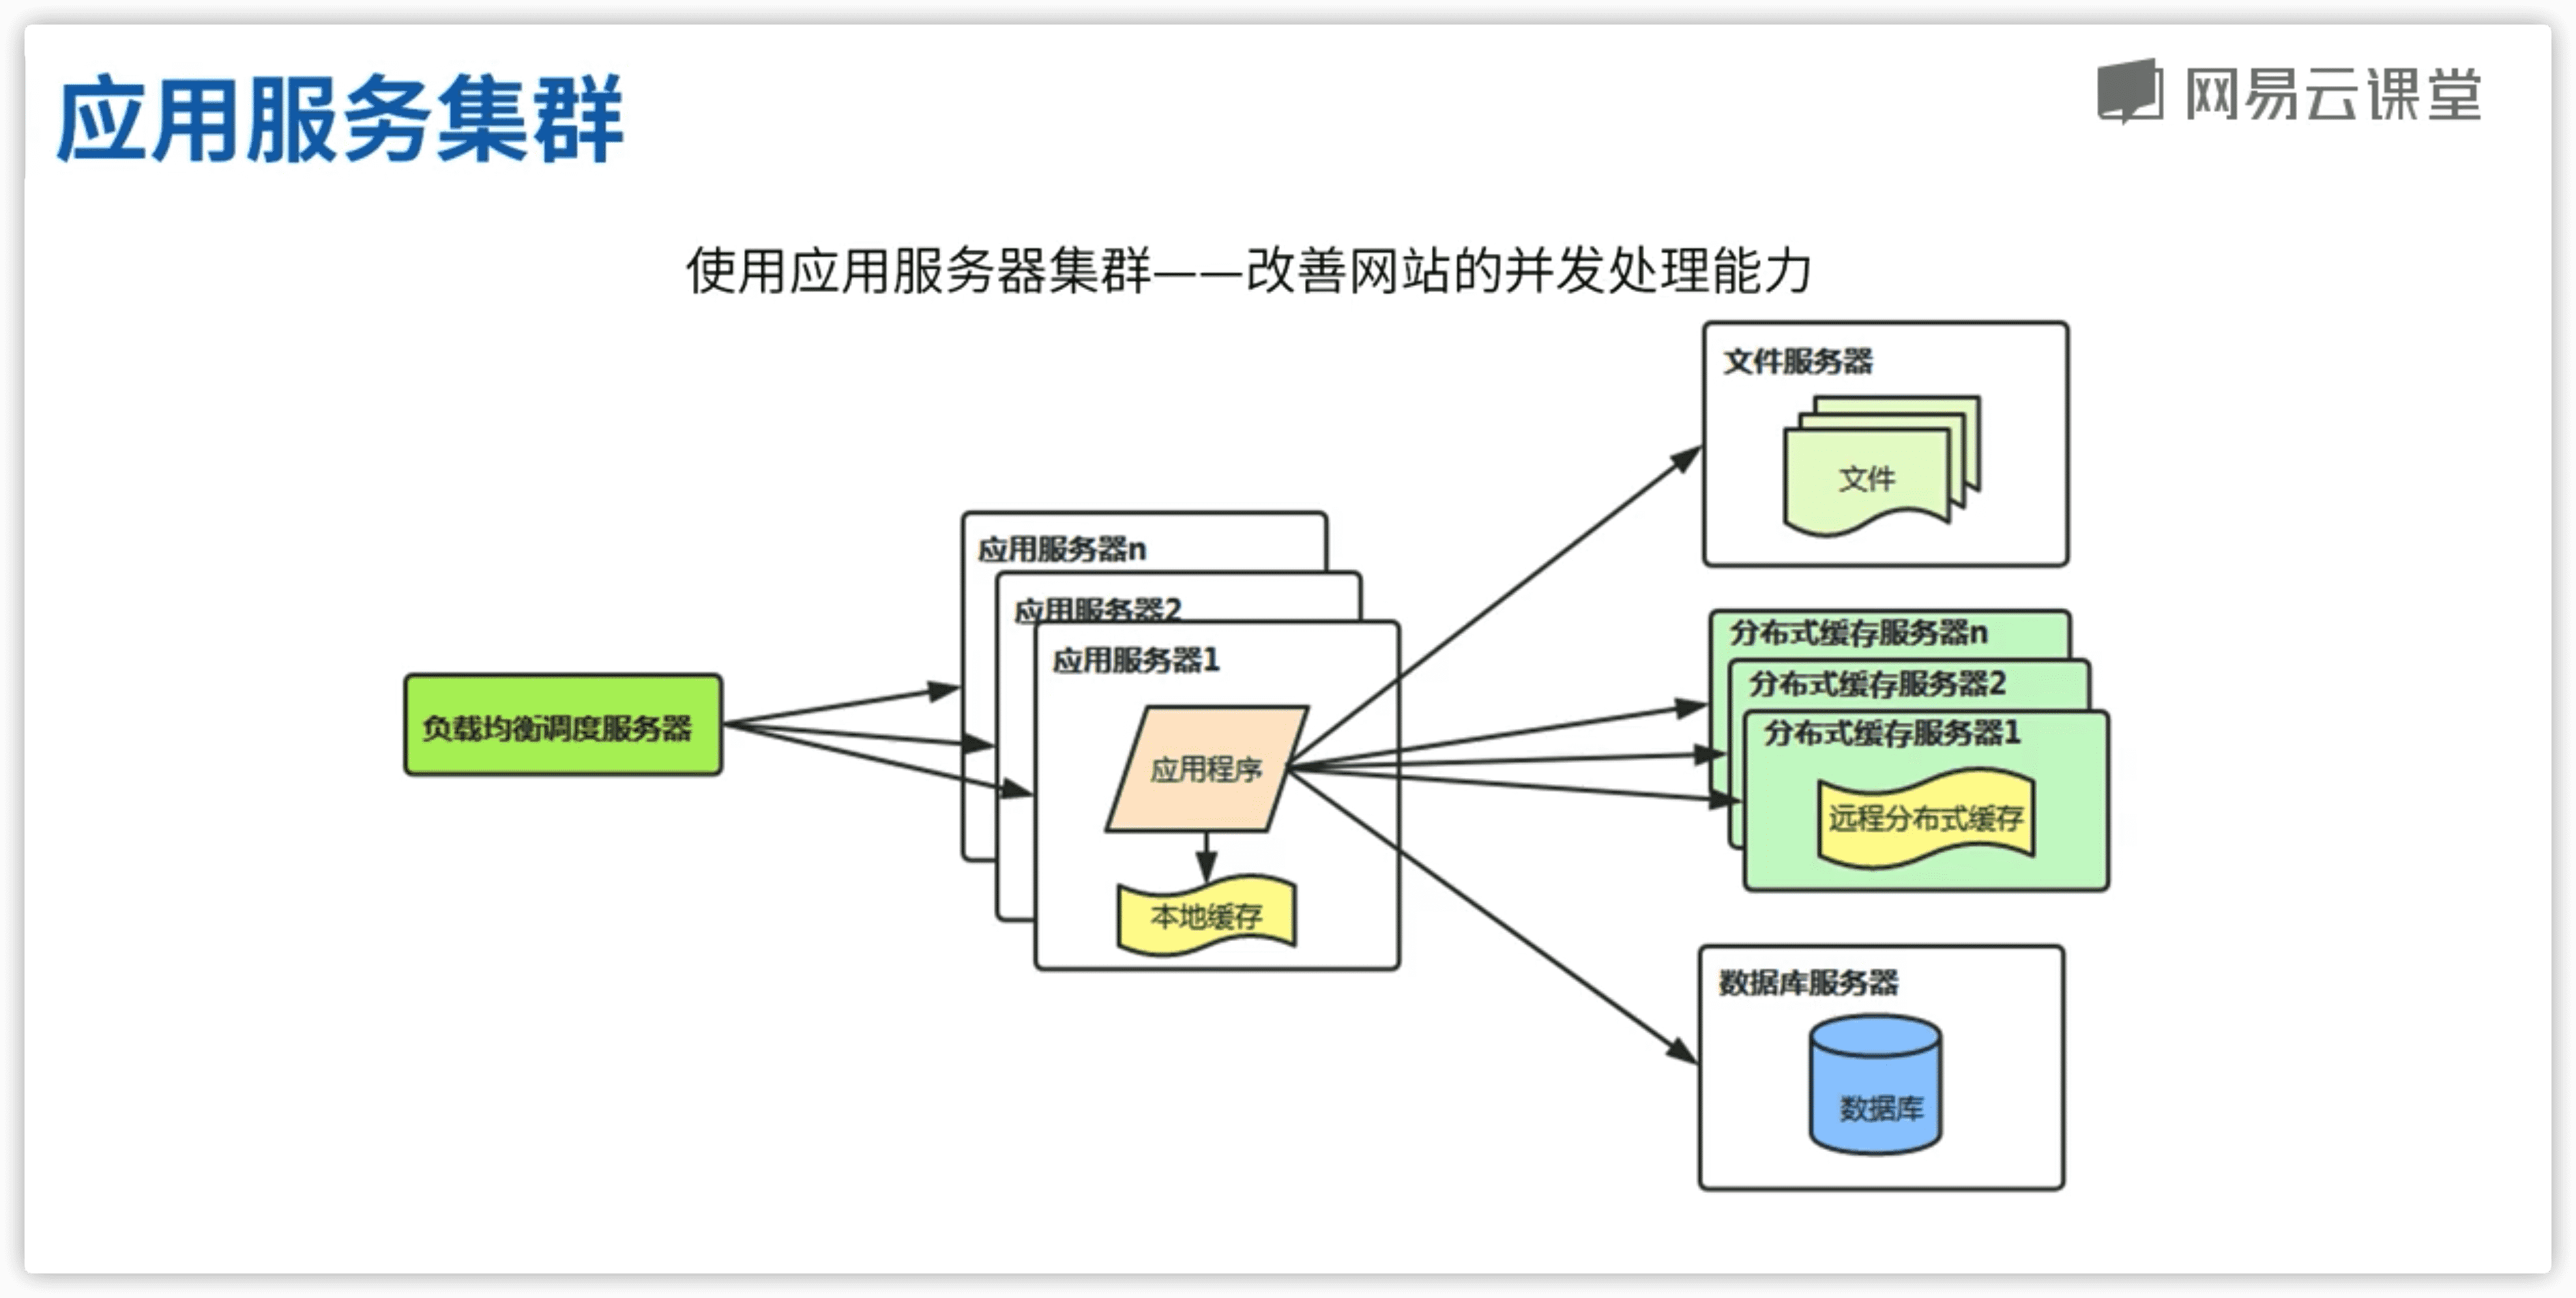 应用服务集群
网易云课堂
使用应用服务器集群——改善网站的并发处理能力
文件服务器
文件
应用服务器n
应用服务器2
应用服务器1
应用程序
本地缓存
负载均衡调度服务器
分布式缓存服务器n
分布式缓存服务器2
分布式缓存服务器1
远程分布式缓存
数据库服务器
数据库